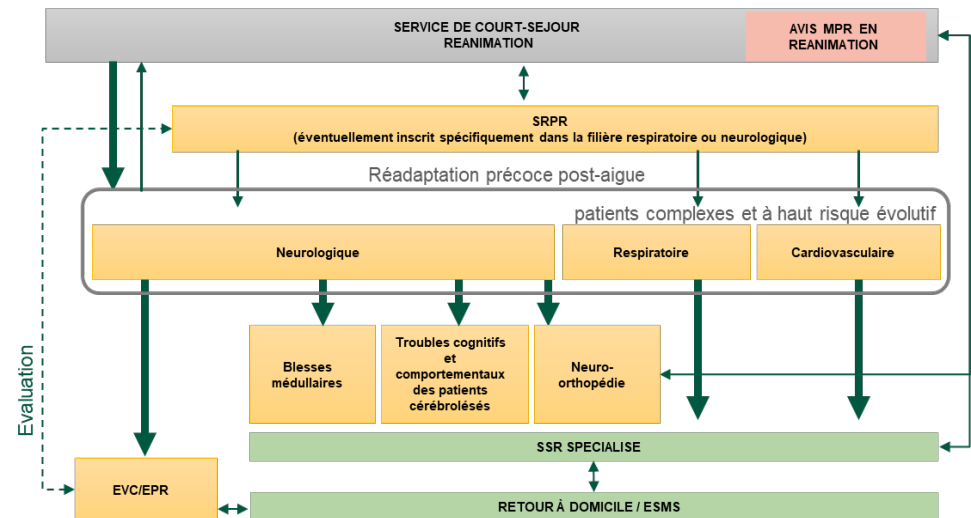 SERVICE DE COURT-SEJOUR
REANIMATION
AVIS MPR EN
REANIMATION
SRPR
(éventuellement inscrit spécifiquement dans la filière respiratoire ou neurologique)
Réadaptation précoce post-aigue
patients complexes et à haut risque évolutif
Neurologique
Respiratoire
Cardiovasculaire
Blesses
médullaires
Troubles cognitifs
et
comportementaux
des patients
cérébrolésés
Neuro-
orthopédie
Evaluation
SSR SPECIALISE
EVC/EPR
RETOUR À DOMICILE / ESMS